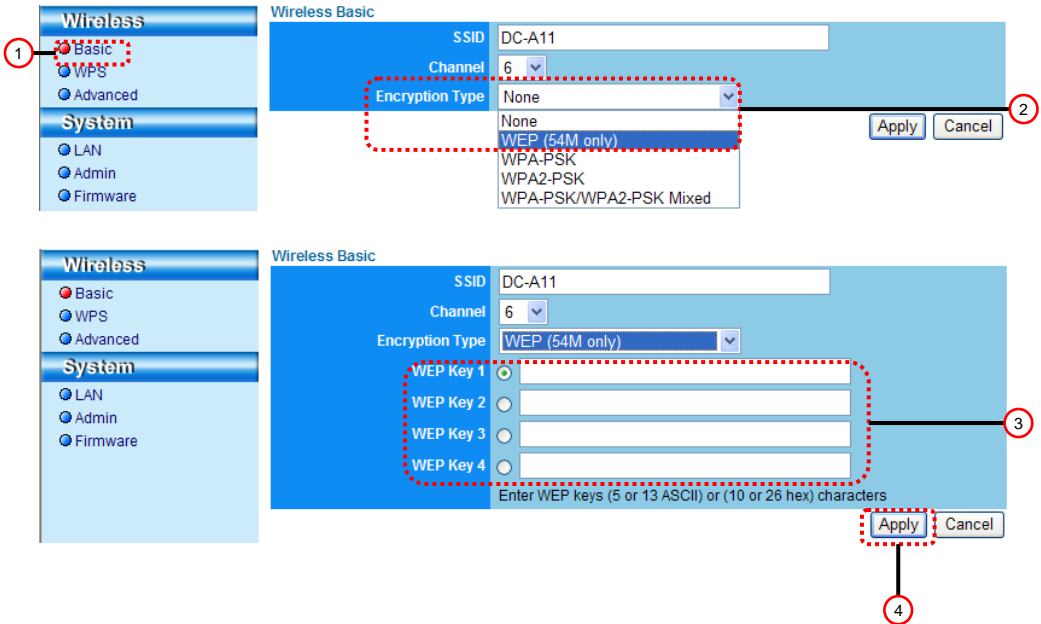 Wireless
Basic
WPS
Advanced
System
LAN
Admin
Firmware
Wireless Basic
SSID DC-A11
Channel 6
Encryption Type None
None
WEP (54M only)
WPA-PSK
WPA2-PSK
WPA-PSK/WPA2-PSK Mixed
Apply Cancel
1
2
Wireless
Basic
WPS
Advanced
System
LAN
Admin
Firmware
Wireless Basic
SSID DC-A11
Channel 6
Encryption Type WEP (54M only)
WEP Key 1
WEP Key 2
WEP Key 3
WEP Key 4
Enter WEP keys (5 or 13 ASCII) or (10 or 26 hex) characters
Apply Cancel
3
4